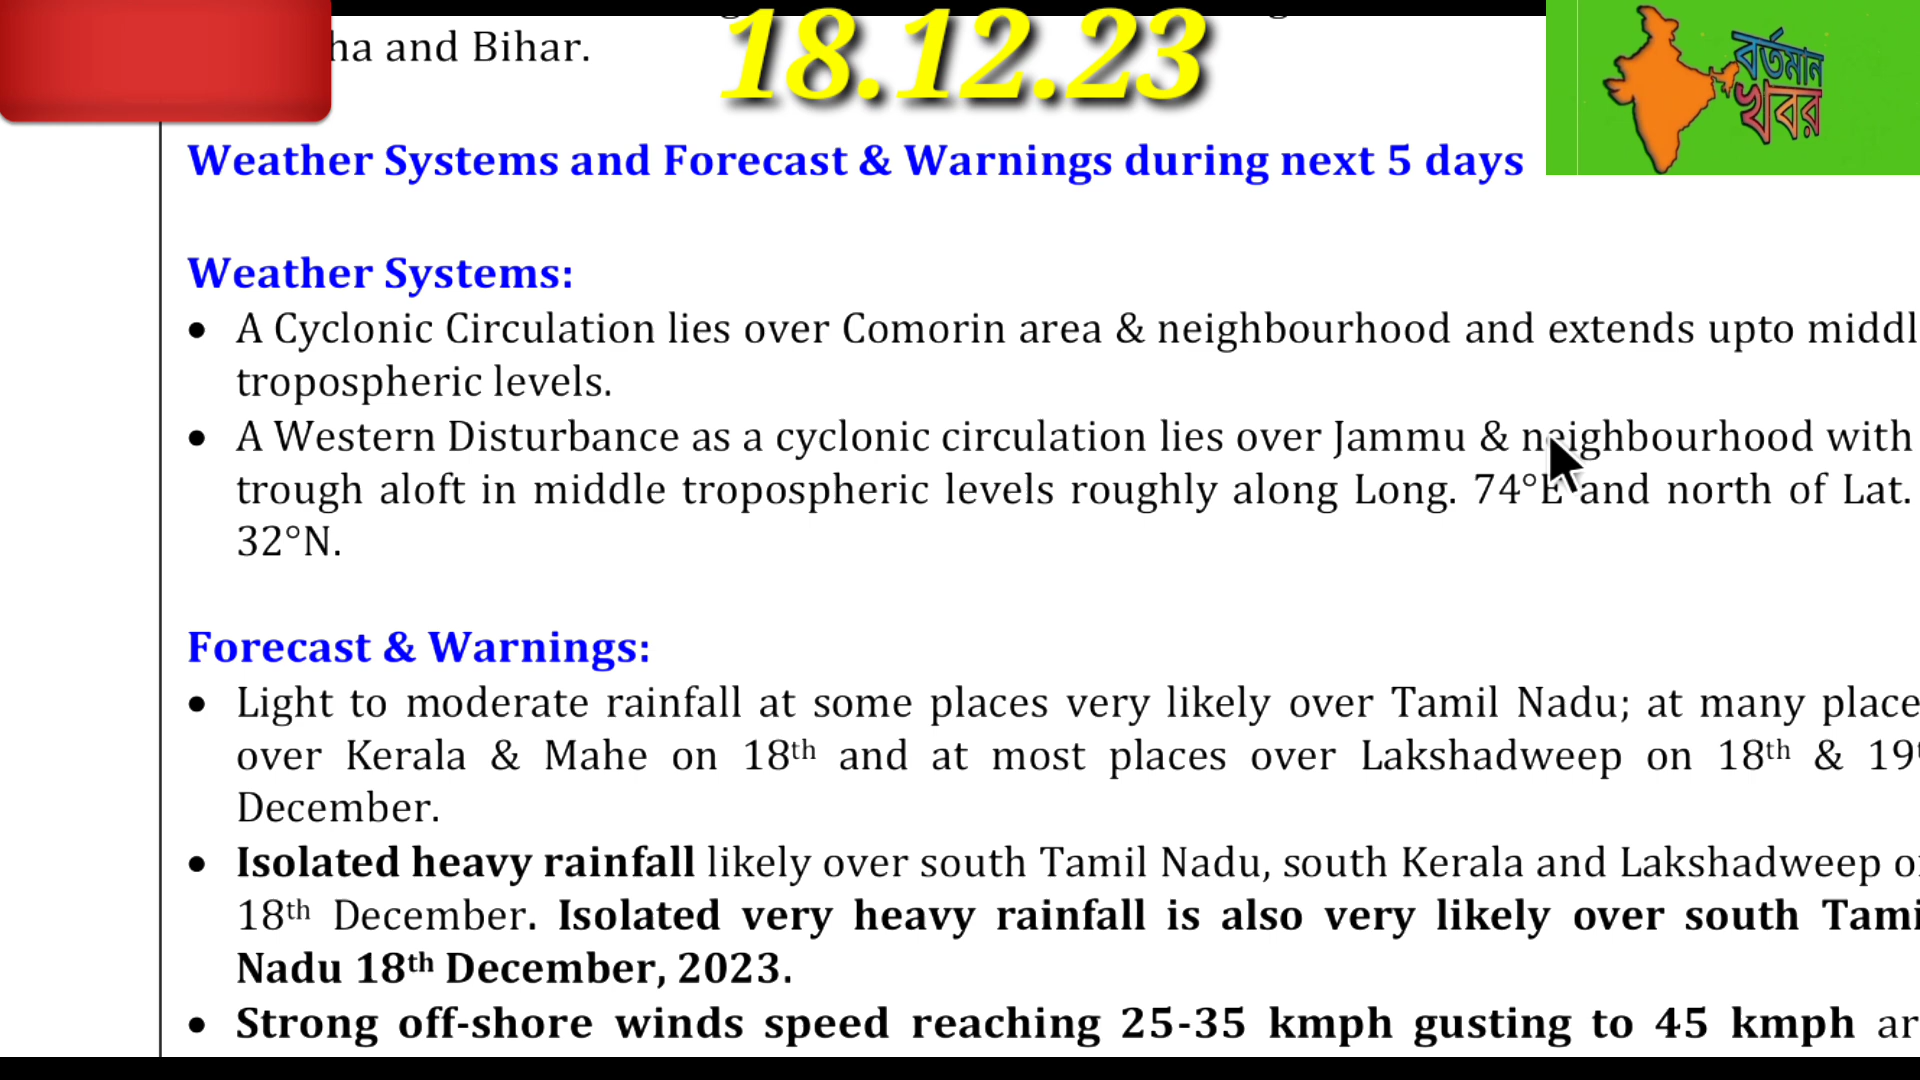 ha and Bihar.
18.12.23
বর্তমান
খবর
Weather Systems and Forecast & Warnings during next 5 days
Weather Systems:
• A Cyclonic Circulation lies over Comorin area & neighbourhood and extends upto middl
tropospheric levels.
• A Western Disturbance as a cyclonic circulation lies over Jammu & neighbourhood with
trough aloft in middle tropospheric levels roughly along Long. 74°E and north of Lat.
32°N.
Forecast & Warnings:
• Light to moderate rainfall at some places very likely over Tamil Nadu; at many place
over Kerala & Mahe on 18th and at most places over Lakshadweep on 18th & 19t
December.
• Isolated heavy rainfall likely over south Tamil Nadu, south Kerala and Lakshadweep o
18th December. Isolated very heavy rainfall is also very likely over south Tami
Nadu 18th December, 2023.
• Strong off-shore winds speed reaching 25-35 kmph gusting to 45 kmph ar